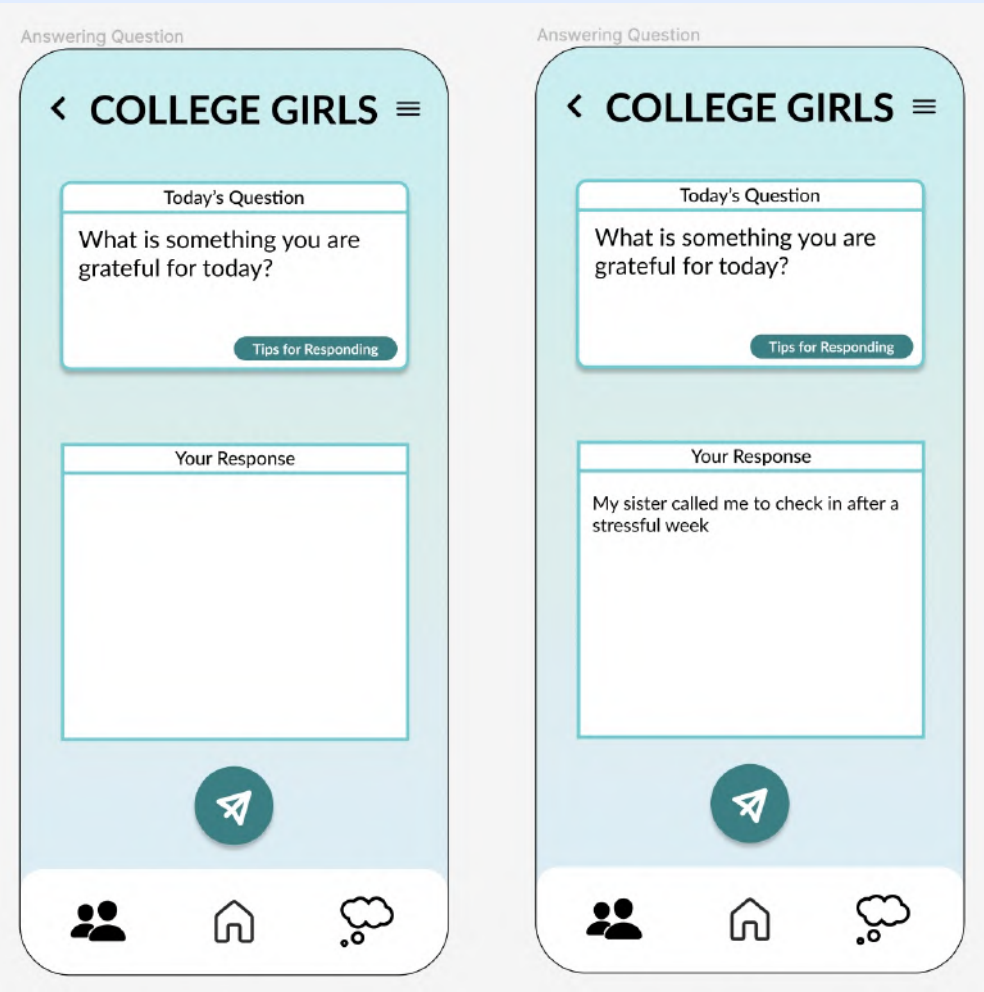 Answering Question
COLLEGE GIRLS
Today's Question
What is something you are
grateful for today?
Tips for Responding
Your Response
Answering Question
COLLEGE GIRLS
Today's Question
What is something you are
grateful for today?
Tips for Responding
Your Response
My sister called me to check in after a
stressful week